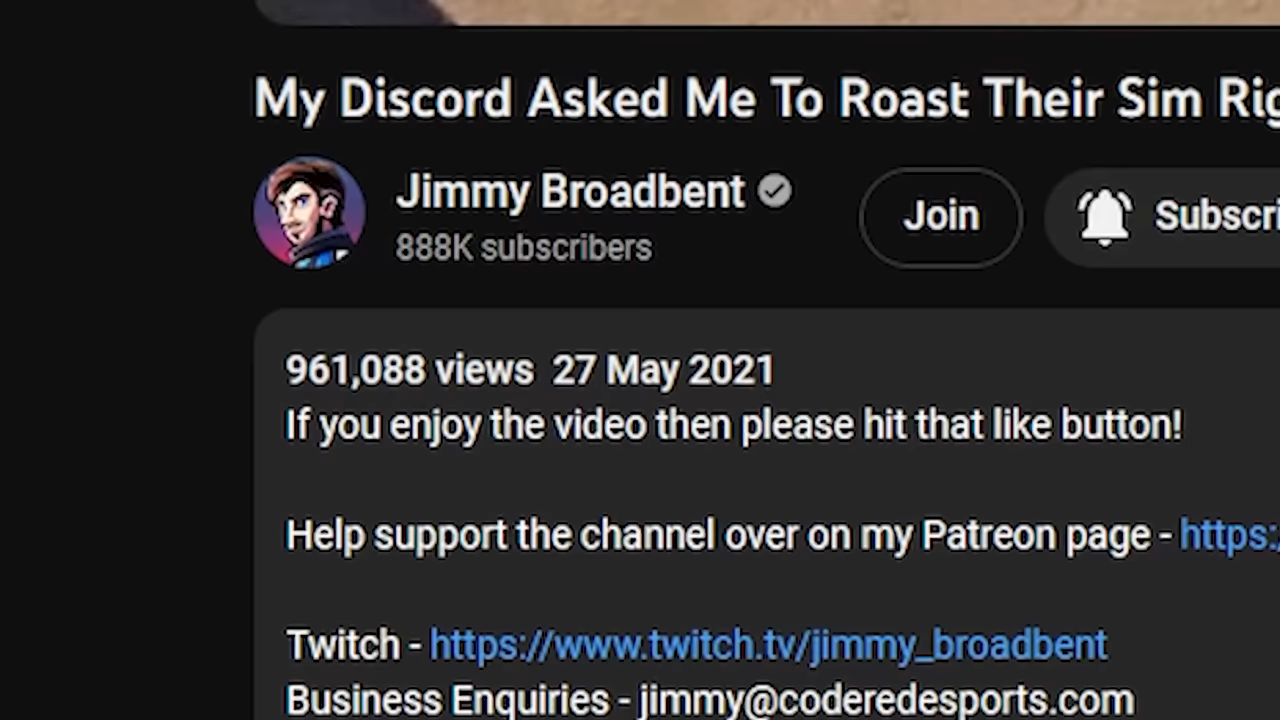 My Discord Asked Me To Roast Their Sim
Jimmy Broadbent
888K subscribers
Join
961,088 views 27 May 2021
If you enjoy the video then please hit that like button!
Help support the channel over on my Patreon page - https:
Twitch - https://www.twitch.tv/jimmy_broadbent
Business Enquiries - jimmy@coderedesports.com